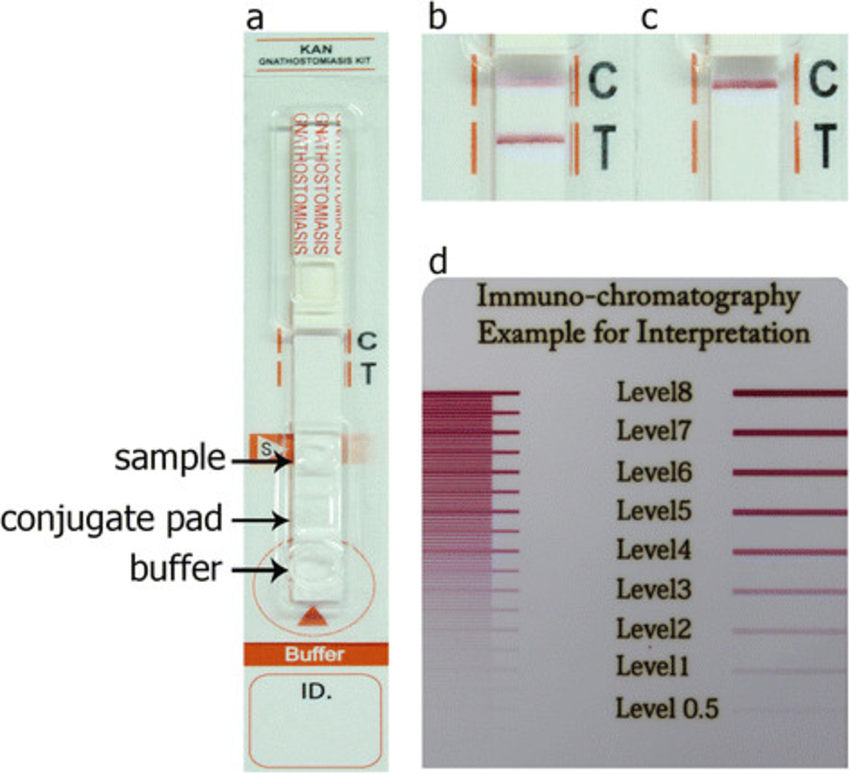 a
KAN
GNATHOSTOMIASIS KIT
GNATHOSTOMIASIS
GNATHOSTOMIASIS
GNATHOSTOMIASIS
C
T
S
sample
conjugate pad
buffer
Buffer
ID.
b
C
T
c
C
T
d
Immuno-chromatography
Example for Interpretation
Level8
Level7
Level6
Level5
Level4
Level3
Level2
Level1
Level 0.5